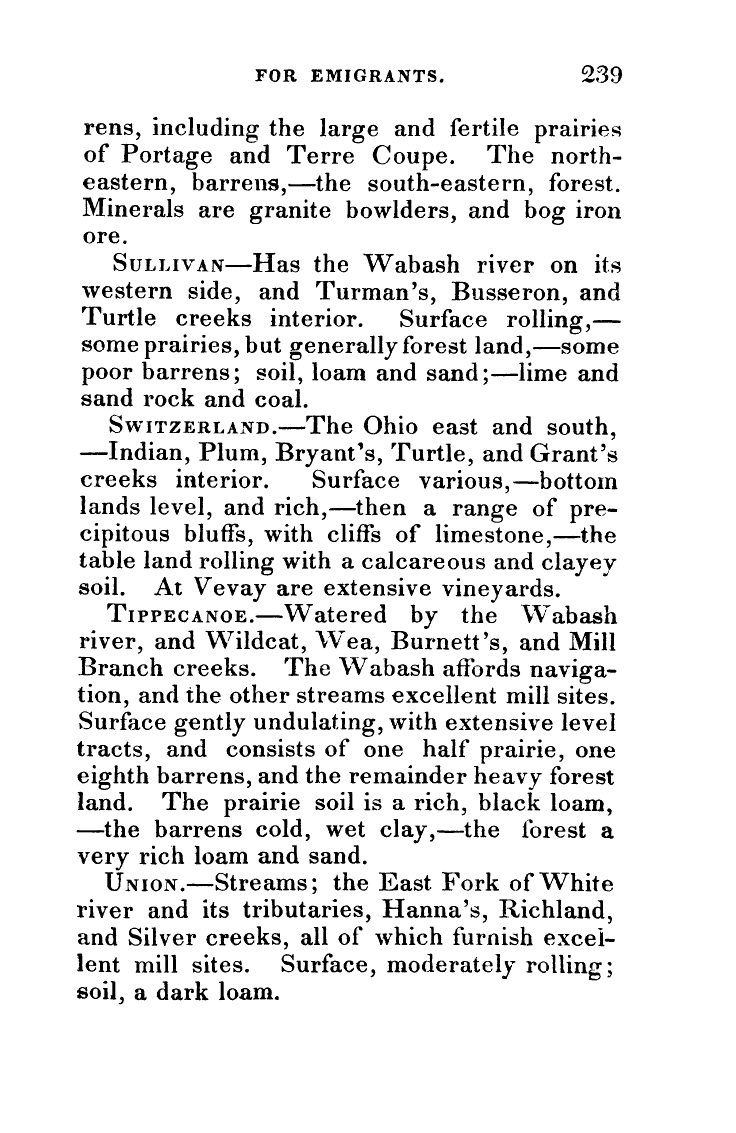 FOR EMIGRANTS. 239
rens, including the large and fertile prairies
of Portage and Terre Coupe. The north-
eastern, barrens,—the south-eastern, forest.
Minerals are granite bowlders, and bog iron
ore.
SULLIVAN—Has the Wabash river on its
western side, and Turman's, Busseron, and
Turtle creeks interior. Surface rolling,—
some prairies, but generally forest land,—some
poor barrens; soil, loam and sand;—lime and
sand rock and coal.
SWITZERLAND.—The Ohio east and south,
—Indian, Plum, Bryant's, Turtle, and Grant's
creeks interior. Surface various,—bottom
lands level, and rich,—then a range of pre-
cipitous bluffs, with cliffs of limestone,—the
table land rolling with a calcareous and clayey
soil. At Vevay are extensive vineyards.
TIPPECANOE.—Watered by the Wabash
river, and Wildcat, Wea, Burnett's, and Mill
Branch creeks. The Wabash affords naviga-
tion, and the other streams excellent mill sites.
Surface gently undulating, with extensive level
tracts, and consists of one half prairie, one
eighth barrens, and the remainder heavy forest
land. The prairie soil is a rich, black loam,
—the barrens cold, wet clay,—the forest a
very rich loam and sand.
UNION.—Streams; the East Fork of White
river and its tributaries, Hanna's, Richland,
and Silver creeks, all of which furnish excel-
lent mill sites. Surface, moderately rolling;
soil, a dark loam.